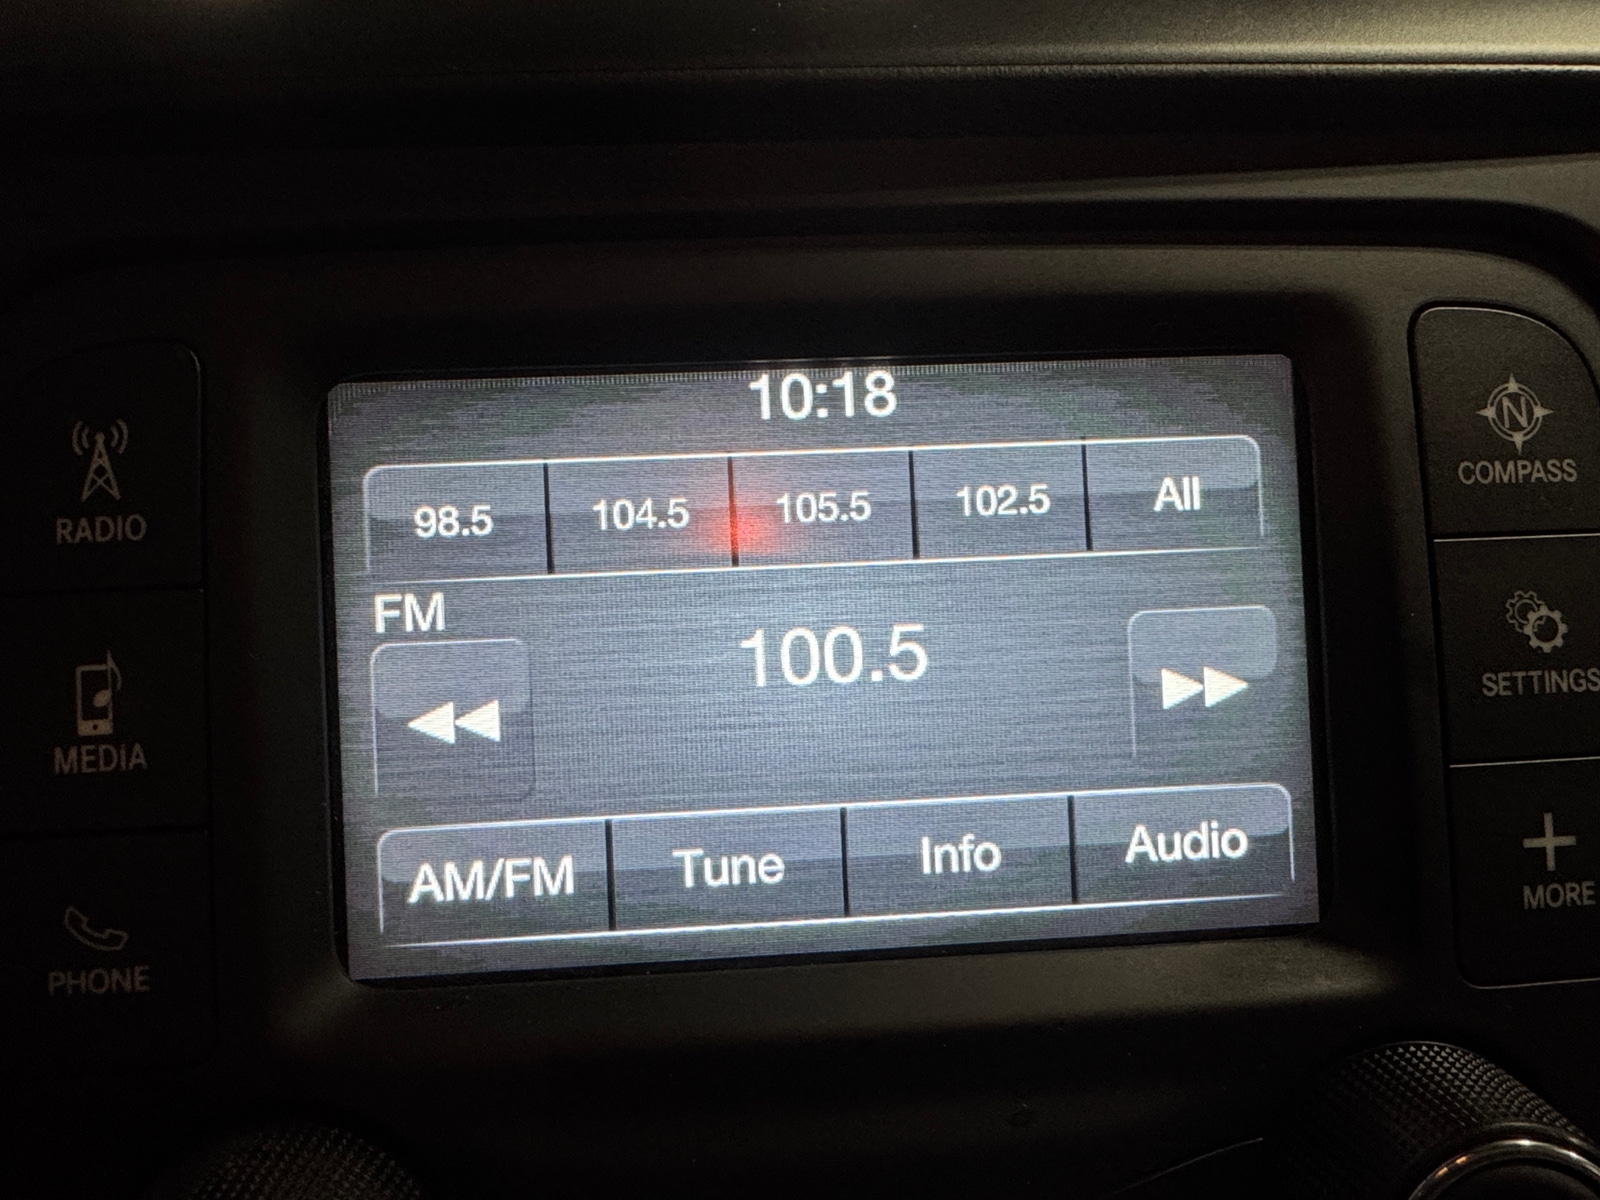 10:18
98.5 104.5 105.5 102.5 All
FM
100.5
AM/FM Tune Info Audio
RADIO
MEDIA
PHONE
N
COMPASS
SETTINGS
MORE